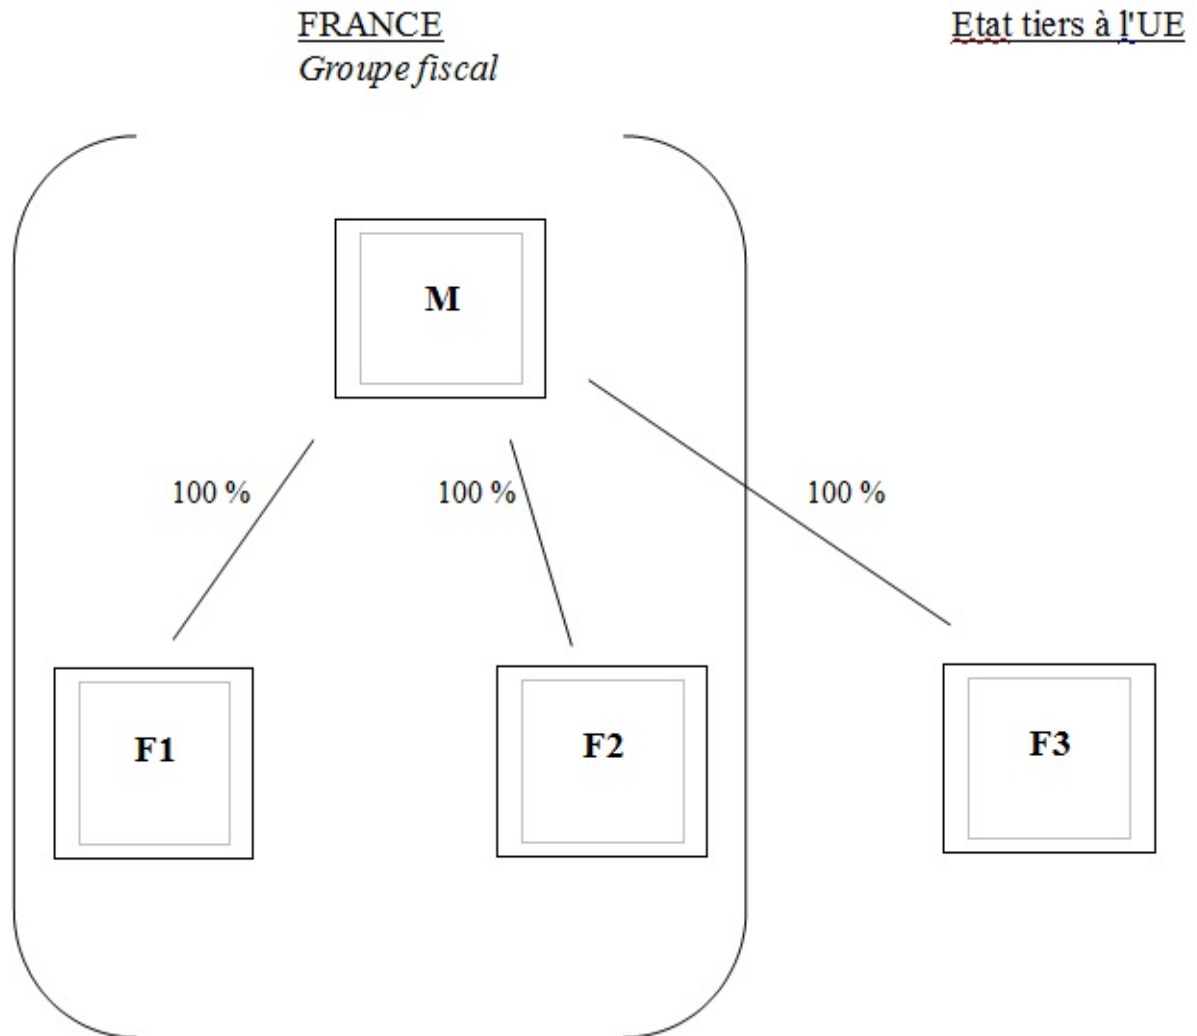 FRANCE
Groupe fiscal
Etat tiers à l'UE
M
100 %
100 %
100 %
F1
F2
F3